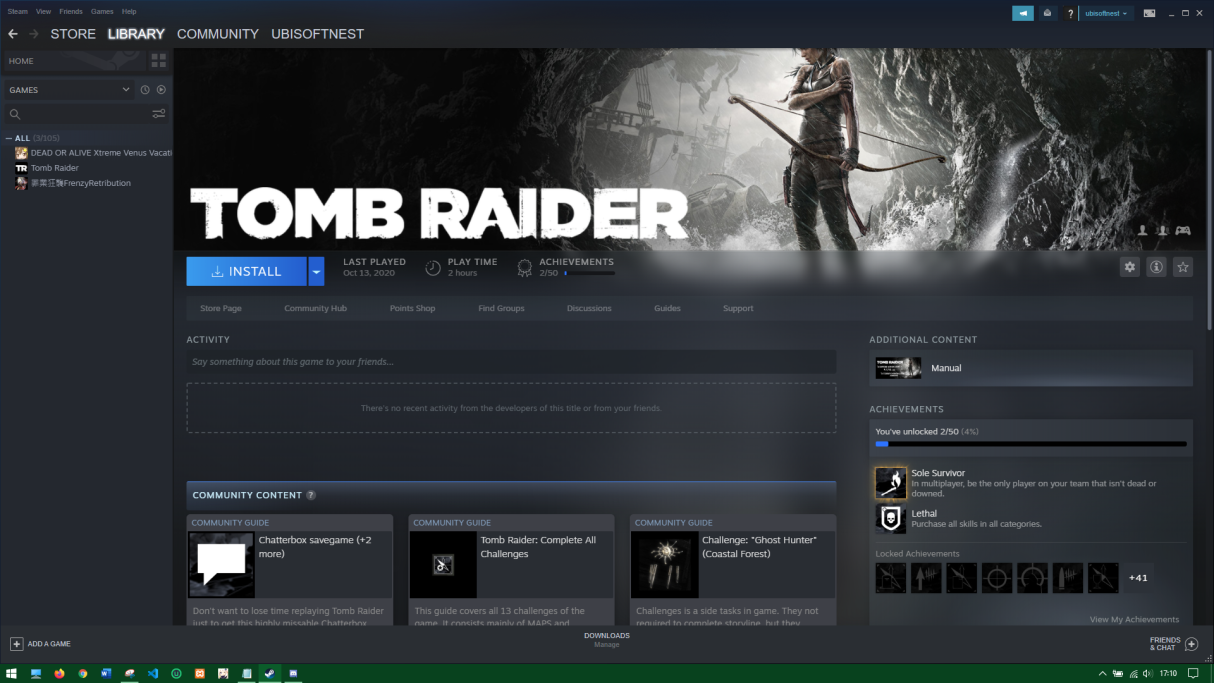 Steam View Friends Games Help
ubisoftnest
STORE LIBRARY COMMUNITY UBISOFTNEST
HOME
GAMES
ALL (3/105)
DEAD OR ALIVE Xtreme Venus Vacati
TR Tomb Raider
FrenzyRetribution
TOMB RAIDER
INSTALL
LAST PLAYED
Oct 13, 2020
PLAY TIME
2 hours
ACHIEVEMENTS
2/50
Store Page Community Hub Points Shop Find Groups Discussions Guides Support
ACTIVITY
Say something about this game to your friends...
There's no recent activity from the developers of this title or from your friends.
COMMUNITY CONTENT ?
COMMUNITY GUIDE
Chatterbox savegame (+2
more)
Don't want to lose time replaying Tomb Raider
just to get this highly missable Chatterbox
COMMUNITY GUIDE
Tomb Raider: Complete All
Challenges
This guide covers all 13 challenges of the
game. It consists mainly of MAPS and
COMMUNITY GUIDE
Challenge: "Ghost Hunter"
(Coastal Forest)
Challenges is a side tasks in game. They not
required to complete storyline, but they
ADDITIONAL CONTENT
TOMB RAIDER
Manual
ACHIEVEMENTS
You've unlocked 2/50 (4%)
Sole Survivor
In multiplayer, be the only player on your team that isn't dead or
downed.
Lethal
Purchase all skills in all categories.
Locked Achievements
+41
View My Achievements
ADD A GAME
DOWNLOADS
Manage
FRIENDS
& CHAT
17:10